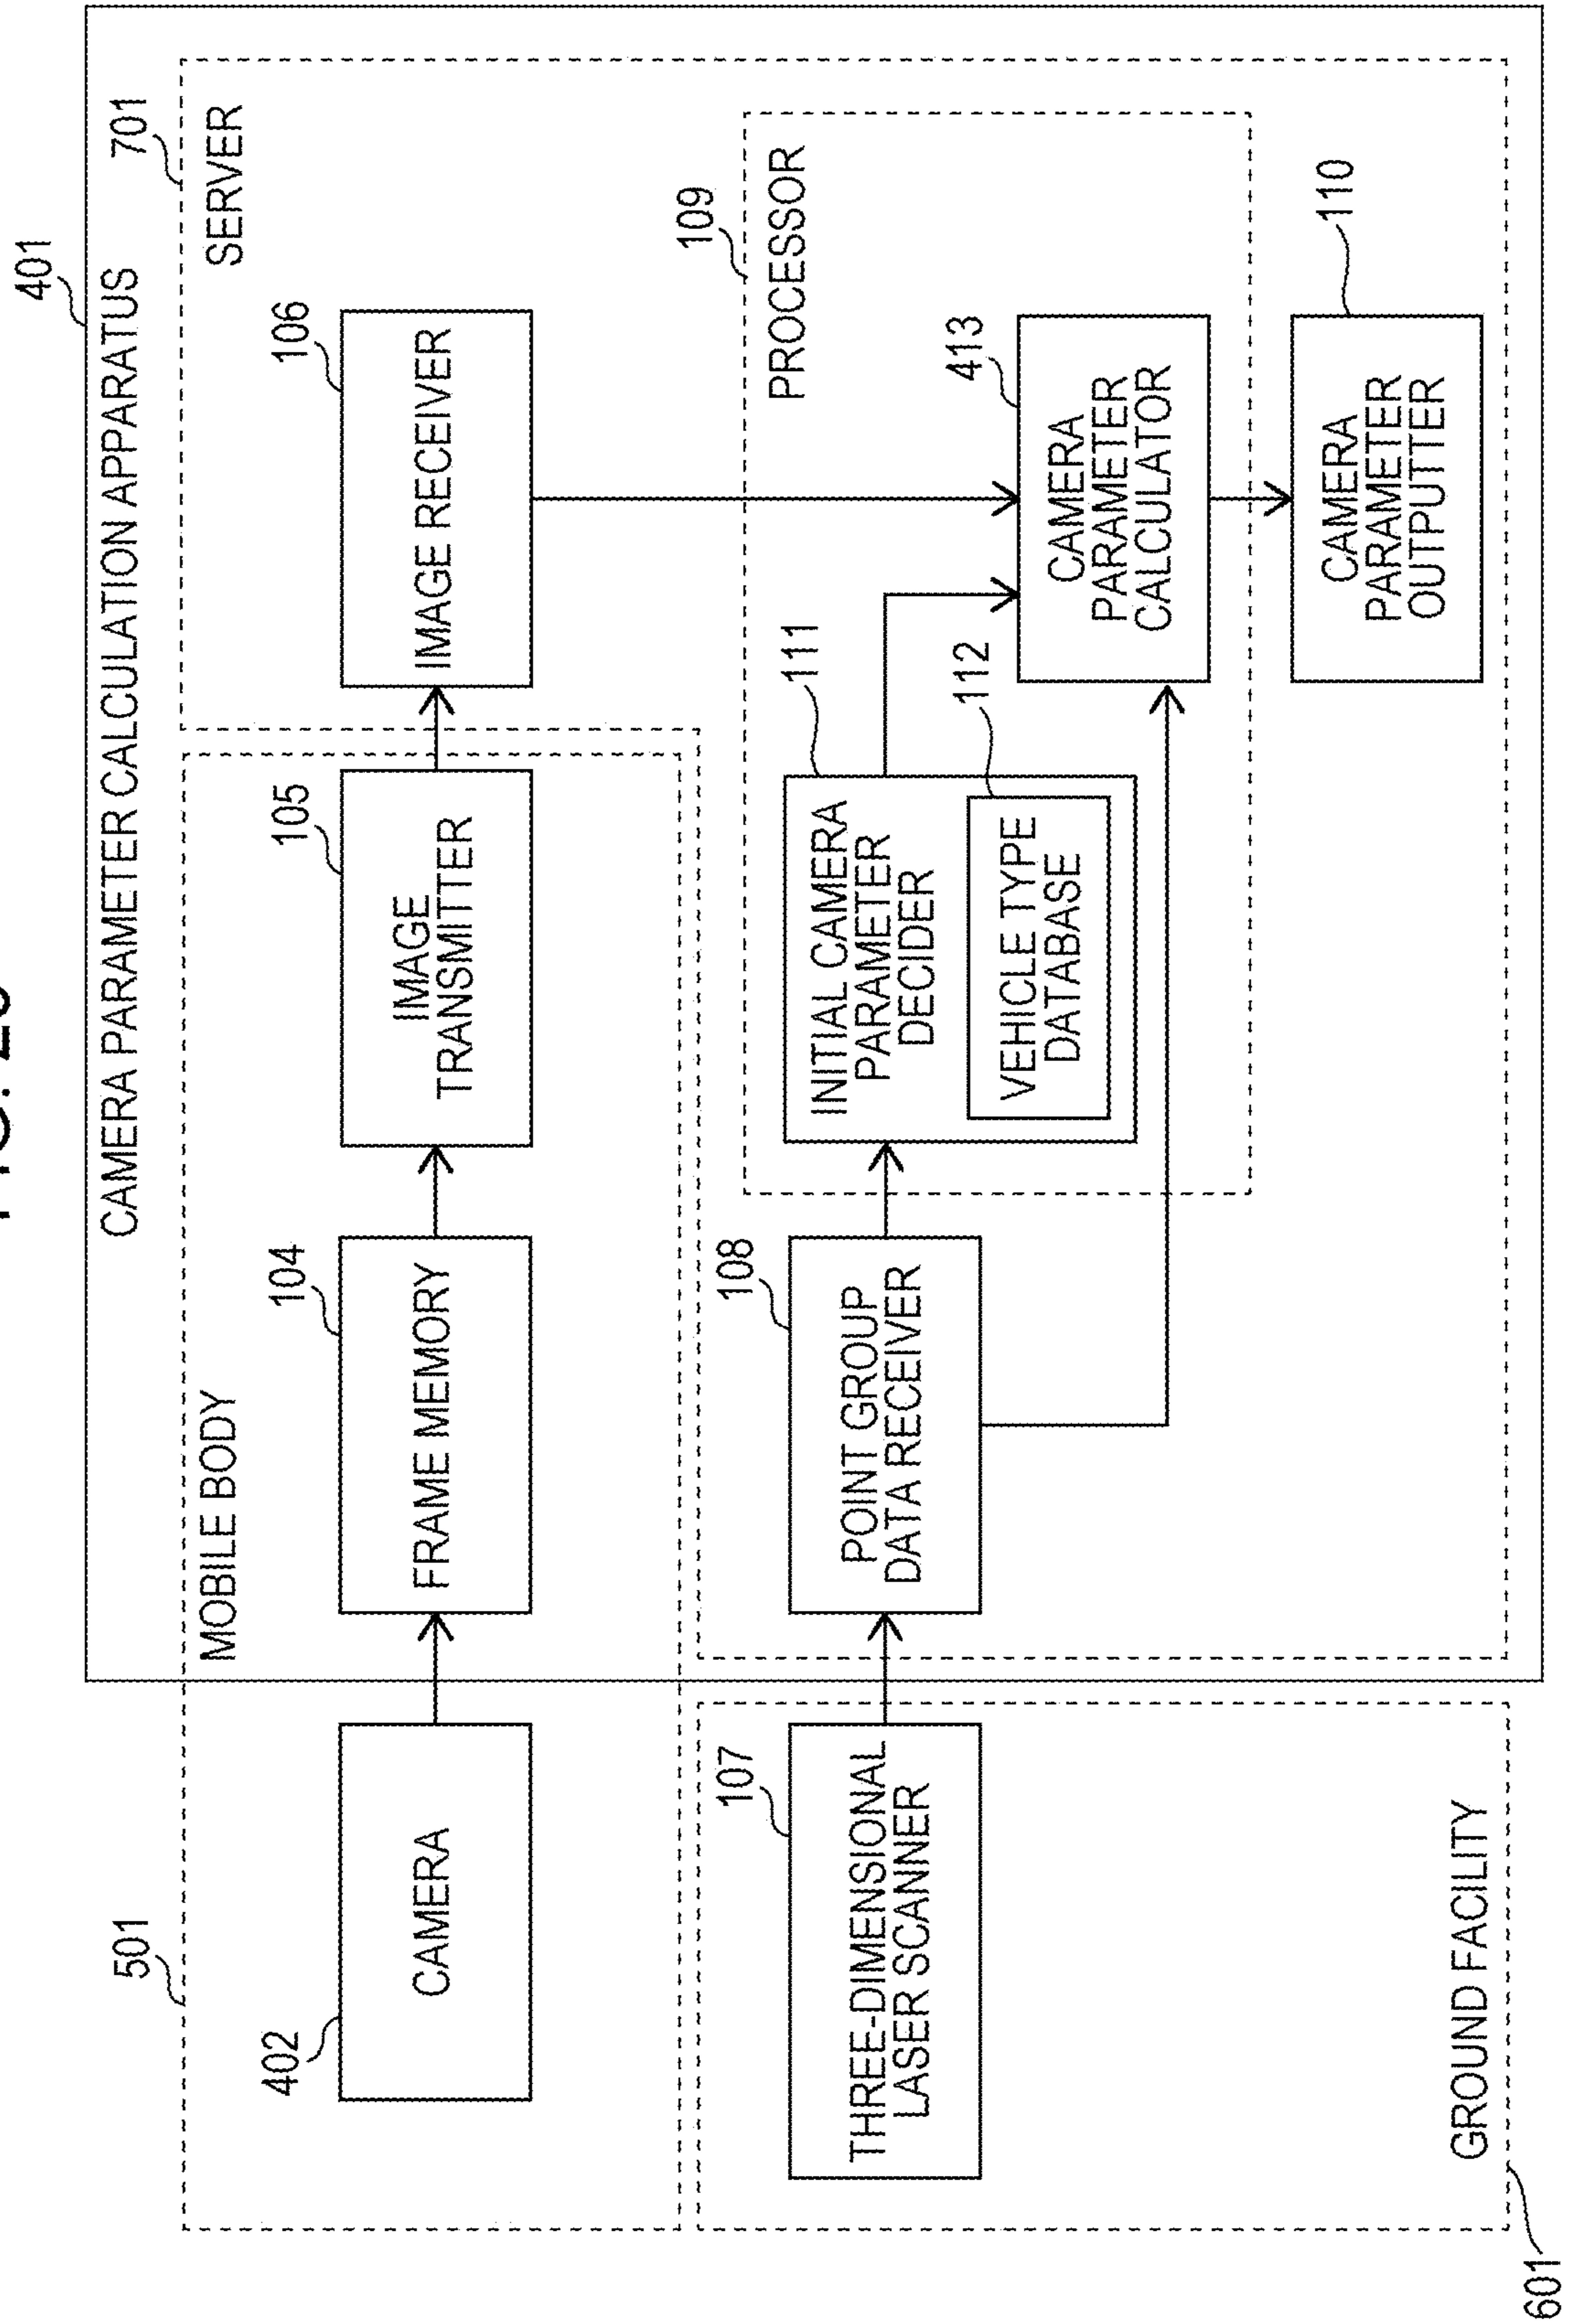 401
CAMERA PARAMETER CALCULATION APPARATUS
501
MOBILE BODY
701
SERVER
402
CAMERA
104
FRAME MEMORY
105
IMAGE
TRANSMITTER
106
IMAGE RECEIVER
109
PROCESSOR
107
THREE-DIMENSIONAL
LASER SCANNER
108
POINT GROUP
DATA RECEIVER
111
INITIAL CAMERA
PARAMETER
DECIDER
112
VEHICLE TYPE
DATABASE
413
CAMERA
PARAMETER
CALCULATOR
110
CAMERA
PARAMETER
OUTPUTTER
GROUND FACILITY
601